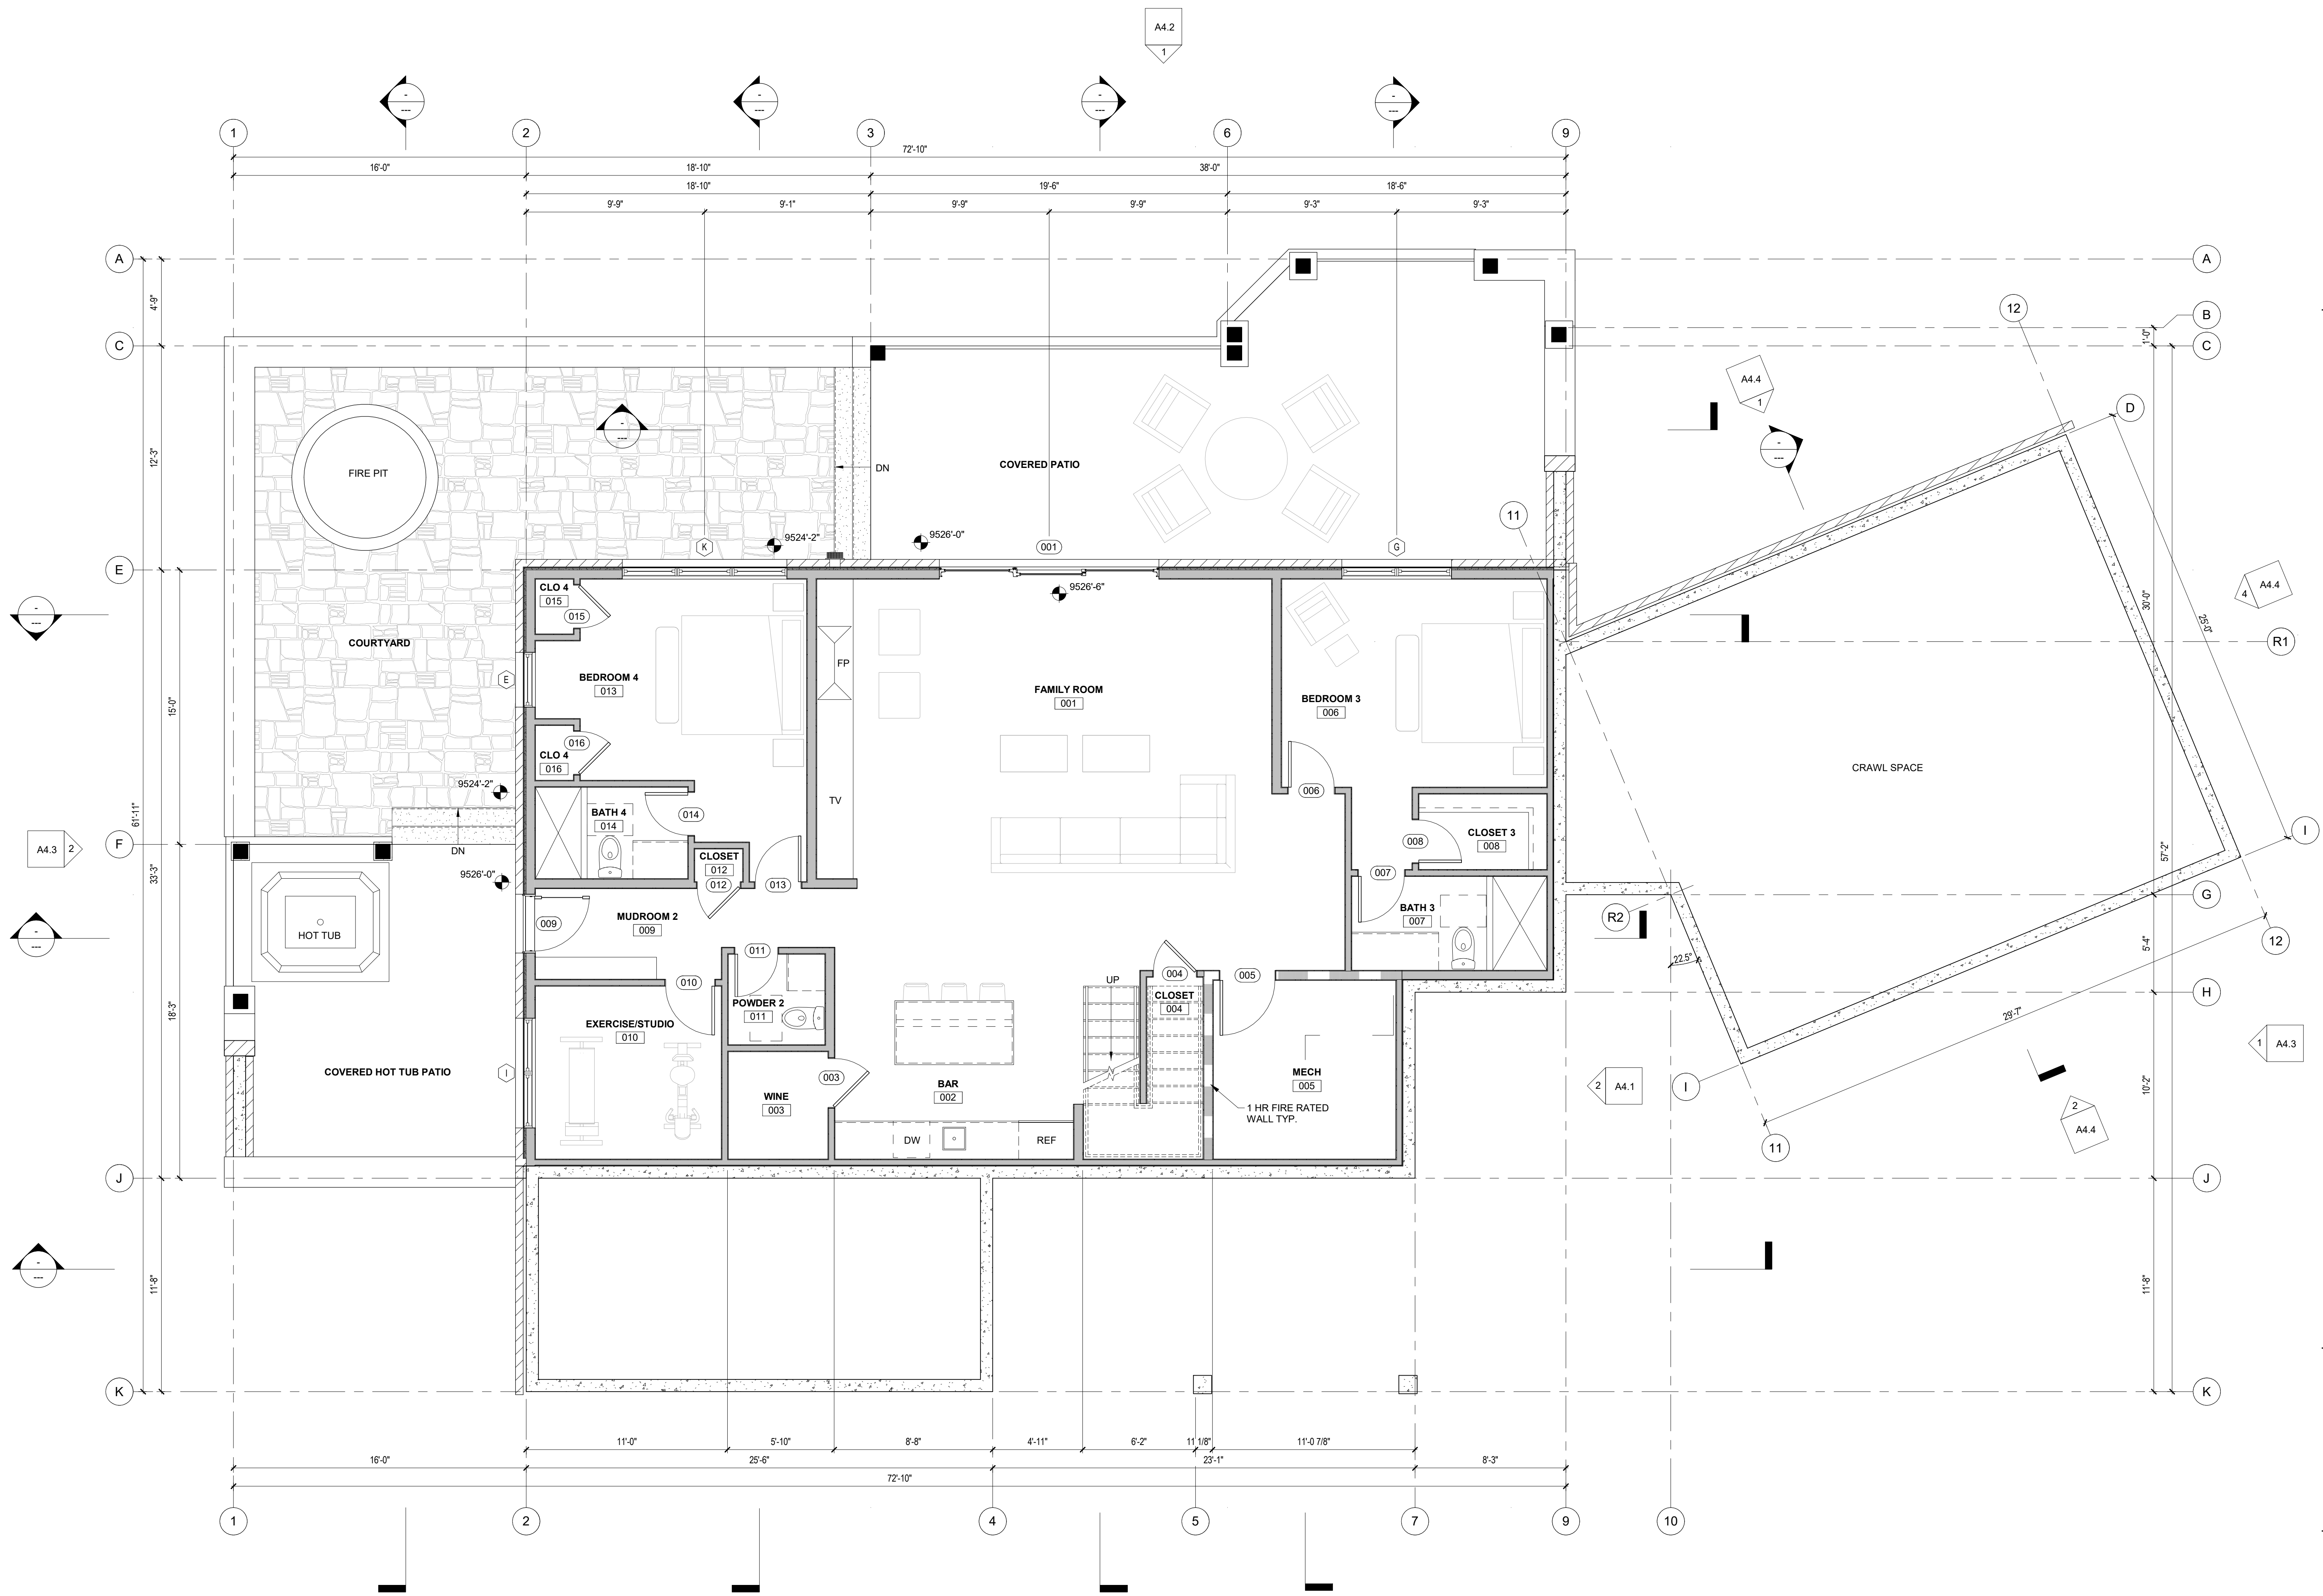 A4.2
1
-
---
-
---
-
---
-
---
1
2
3
6
9
72'-10"
16'-0"
18'-10"
38'-0"
18'-10"
19'-6"
18'-6"
9'-9"
9'-1"
9'-9"
9'-9"
9'-3"
9'-3"
A
A
B
C
C
4'-9"
1'-0"
12
A4.4
1
D
-
---
-
---
12'-3"
FIRE PIT
DN
COVERED PATIO
11
K
9524'-2"
9526'-0"
001
G
E
9526'-6"
A4.4
4
30'-0"
25'-0"
CLO 4
015
015
-
---
COURTYARD
R1
FP
E
BEDROOM 4
013
FAMILY ROOM
001
BEDROOM 3
006
15'-0"
016
CLO 4
016
CRAWL SPACE
9524'-2"
006
TV
61'-11"
BATH 4
014
014
A4.3
2
F
DN
CLOSET 3
008
008
I
57'-2"
33'-3"
CLOSET
012
012
013
007
9526'-0"
G
BATH 3
007
R2
MUDROOM 2
009
009
HOT TUB
-
---
12
5'-4"
011
22.5°
004
005
UP
010
H
18'-3"
POWDER 2
011
CLOSET
004
29'-7"
EXERCISE/STUDIO
010
1
A4.3
COVERED HOT TUB PATIO
I
003
MECH
005
BAR
002
2
A4.1
I
10'-2"
WINE
003
1 HR FIRE RATED
WALL TYP.
2
A4.4
DW
REF
11
J
J
-
---
11'-8"
11'-8"
K
K
11'-0"
5'-10"
8'-8"
4'-11"
6'-2"
11 1/8"
11'-0 7/8"
16'-0"
25'-6"
23'-1"
8'-3"
72'-10"
1
2
4
5
7
9
10